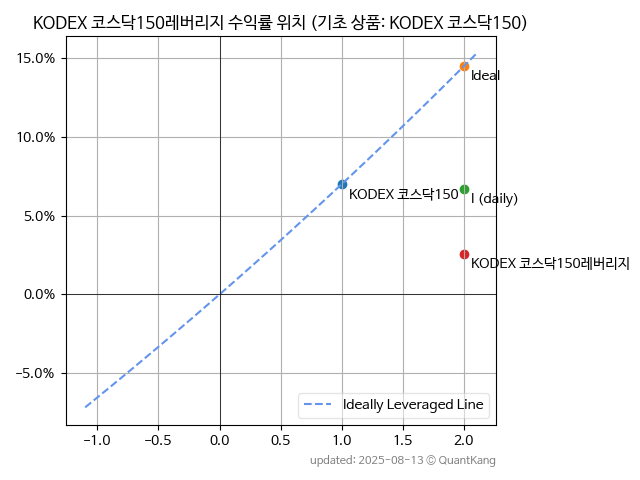 KODEX 코스닥150레버리지 수익률 위치 (기초 상품: KODEX 코스닥150)
15.0%
10.0%
5.0%
0.0%
−5.0%
Ideal
KODEX 코스닥150
I (daily)
KODEX 코스닥150레버리지
Ideally Leveraged Line
−1.0 −0.5 0.0 0.5 1.0 1.5 2.0
updated: 2025-08-13 © QuantKang